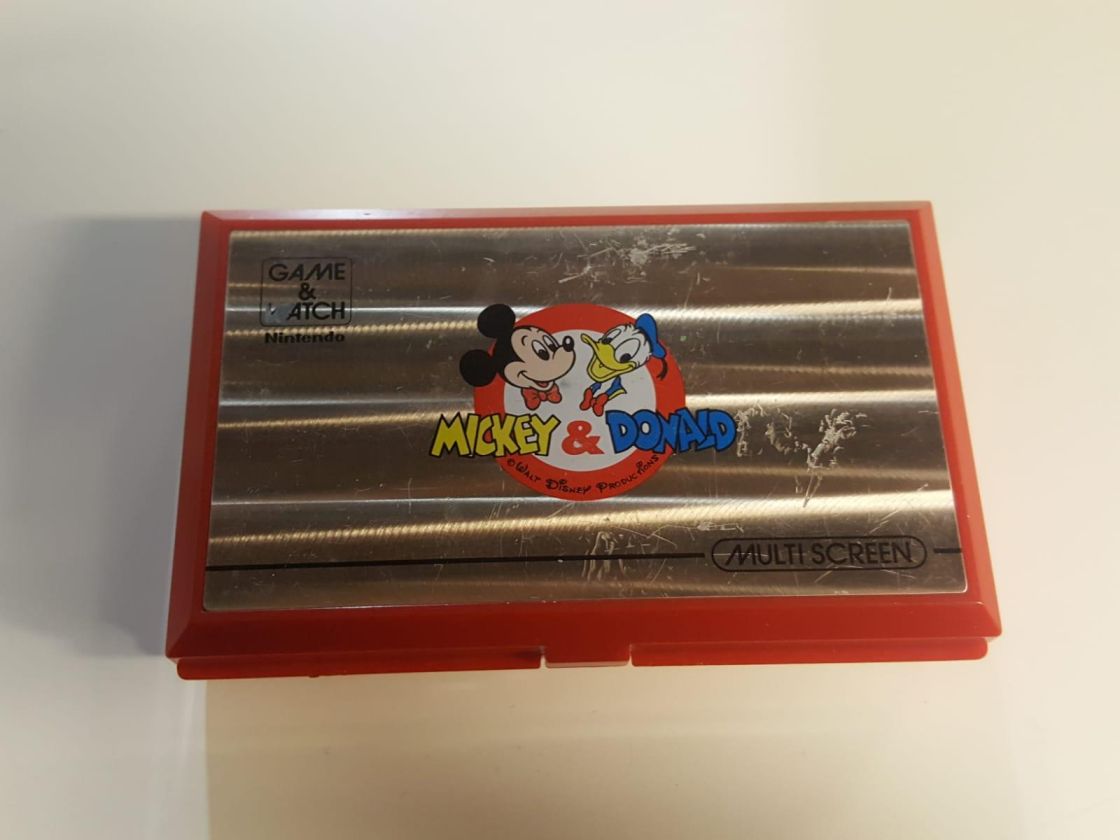 GAME
&
WATCH
Nintendo
MICKEY & DONALD
© WALT DISNEY PRODUCTIONS
MULTI SCREEN